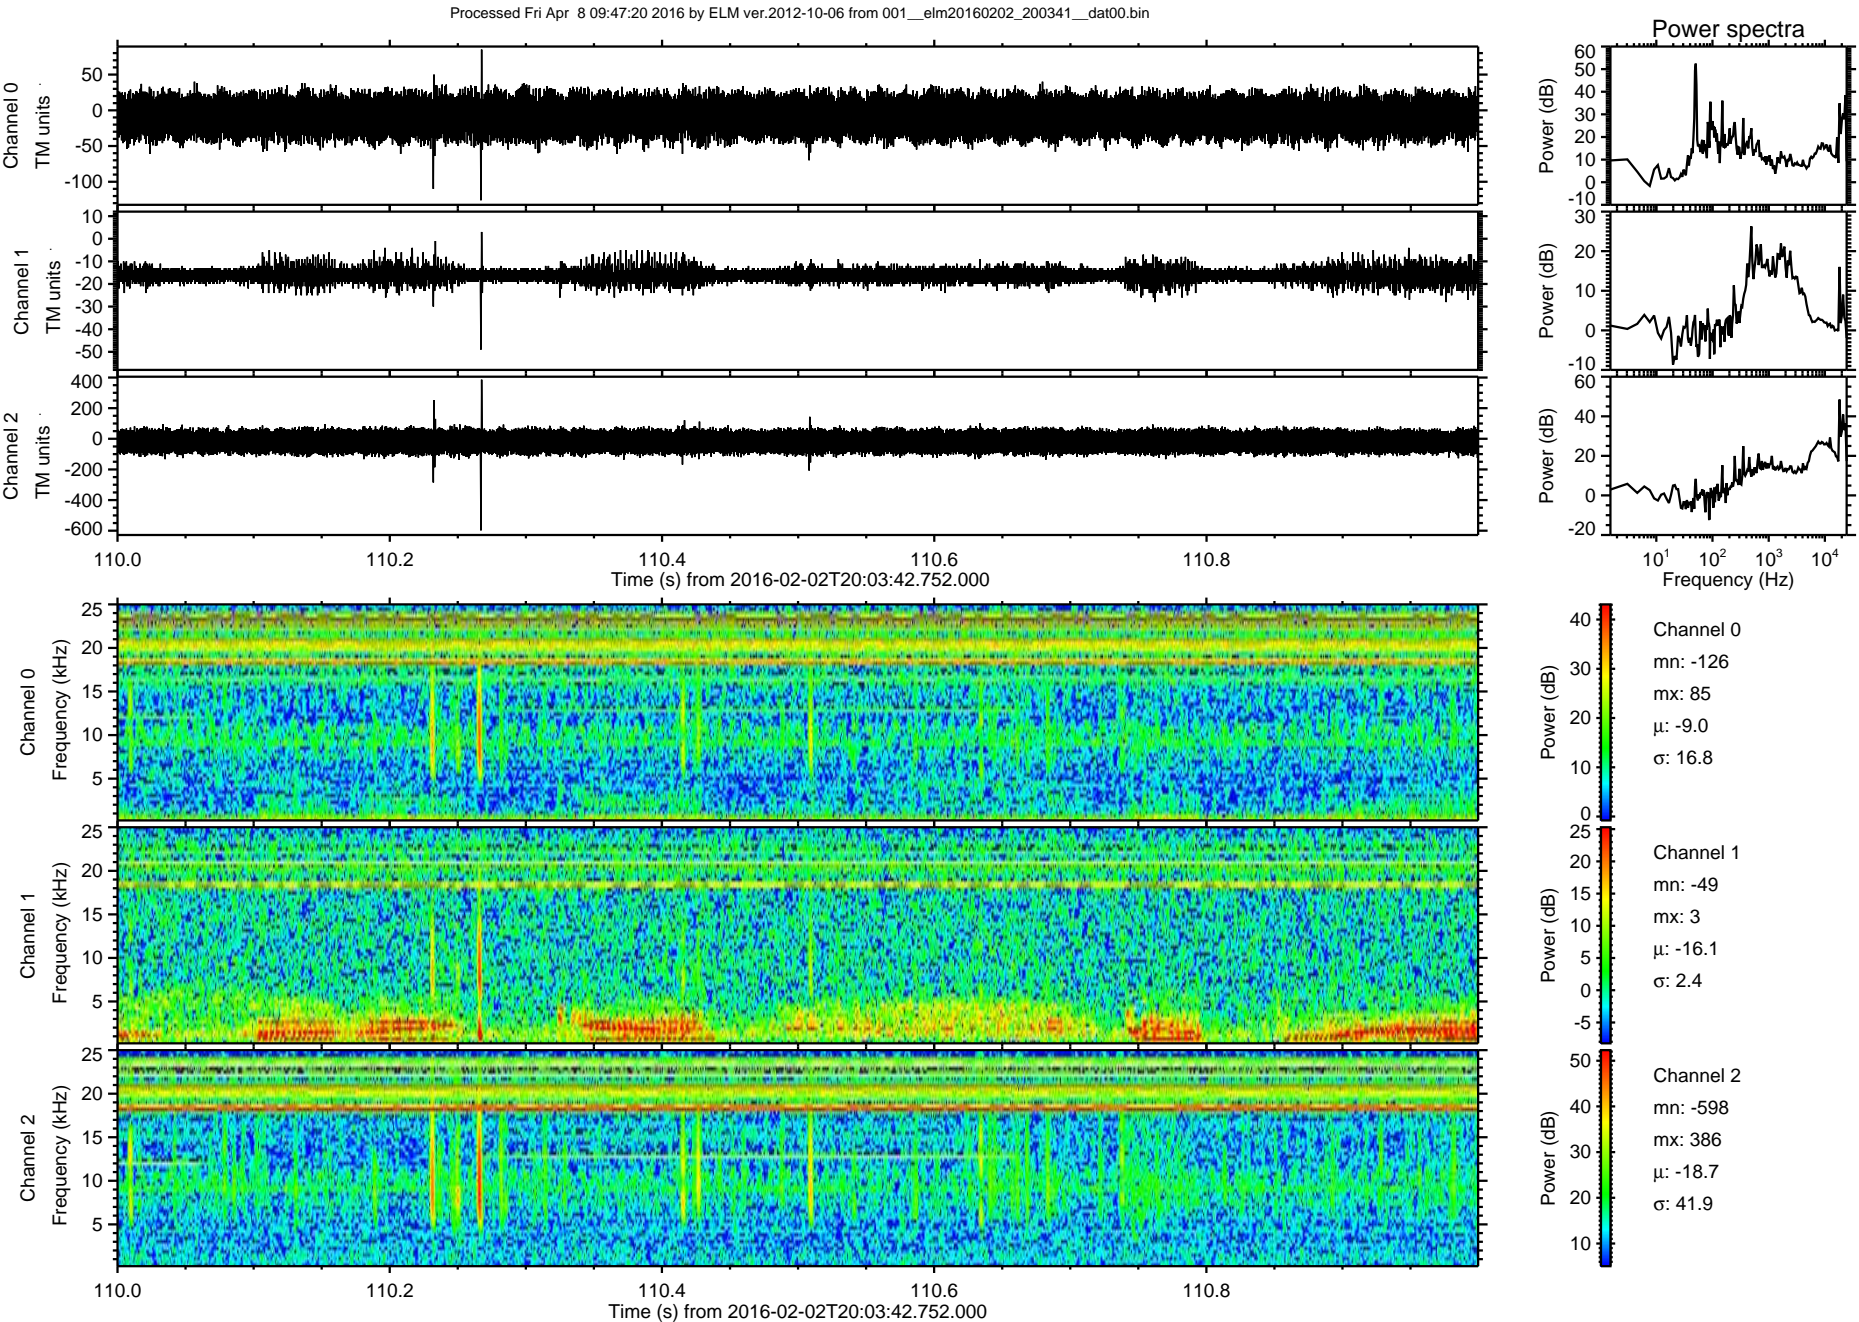 Processed Fri Apr  8 09:47:20 2016 by ELM ver.2012-10-06 from 001__elm20160202_200341__dat00.bin
Power spectra
Channel 0
TM units
50
0
-50
-100
Power (dB)
60
50
40
30
20
10
0
-10
Channel 1
TM units
10
0
-10
-20
-30
-40
-50
Power (dB)
30
20
10
0
-10
Channel 2
TM units
400
200
0
-200
-400
-600
Power (dB)
60
40
20
0
-20
110.0 110.2 110.4 110.6 110.8
Time (s) from 2016-02-02T20:03:42.752.000
10¹ 10² 10³ 10⁴
Frequency (Hz)
Channel 0
Frequency (kHz)
25
20
15
10
5
Power (dB)
40
30
20
10
0
Channel 0
mn: -126
mx: 85
μ: -9.0
σ: 16.8
Channel 1
Frequency (kHz)
25
20
15
10
5
Power (dB)
25
20
15
10
5
0
-5
Channel 1
mn: -49
mx: 3
μ: -16.1
σ: 2.4
Channel 2
Frequency (kHz)
25
20
15
10
5
Power (dB)
50
40
30
20
10
Channel 2
mn: -598
mx: 386
μ: -18.7
σ: 41.9
110.0 110.2 110.4 110.6 110.8
Time (s) from 2016-02-02T20:03:42.752.000